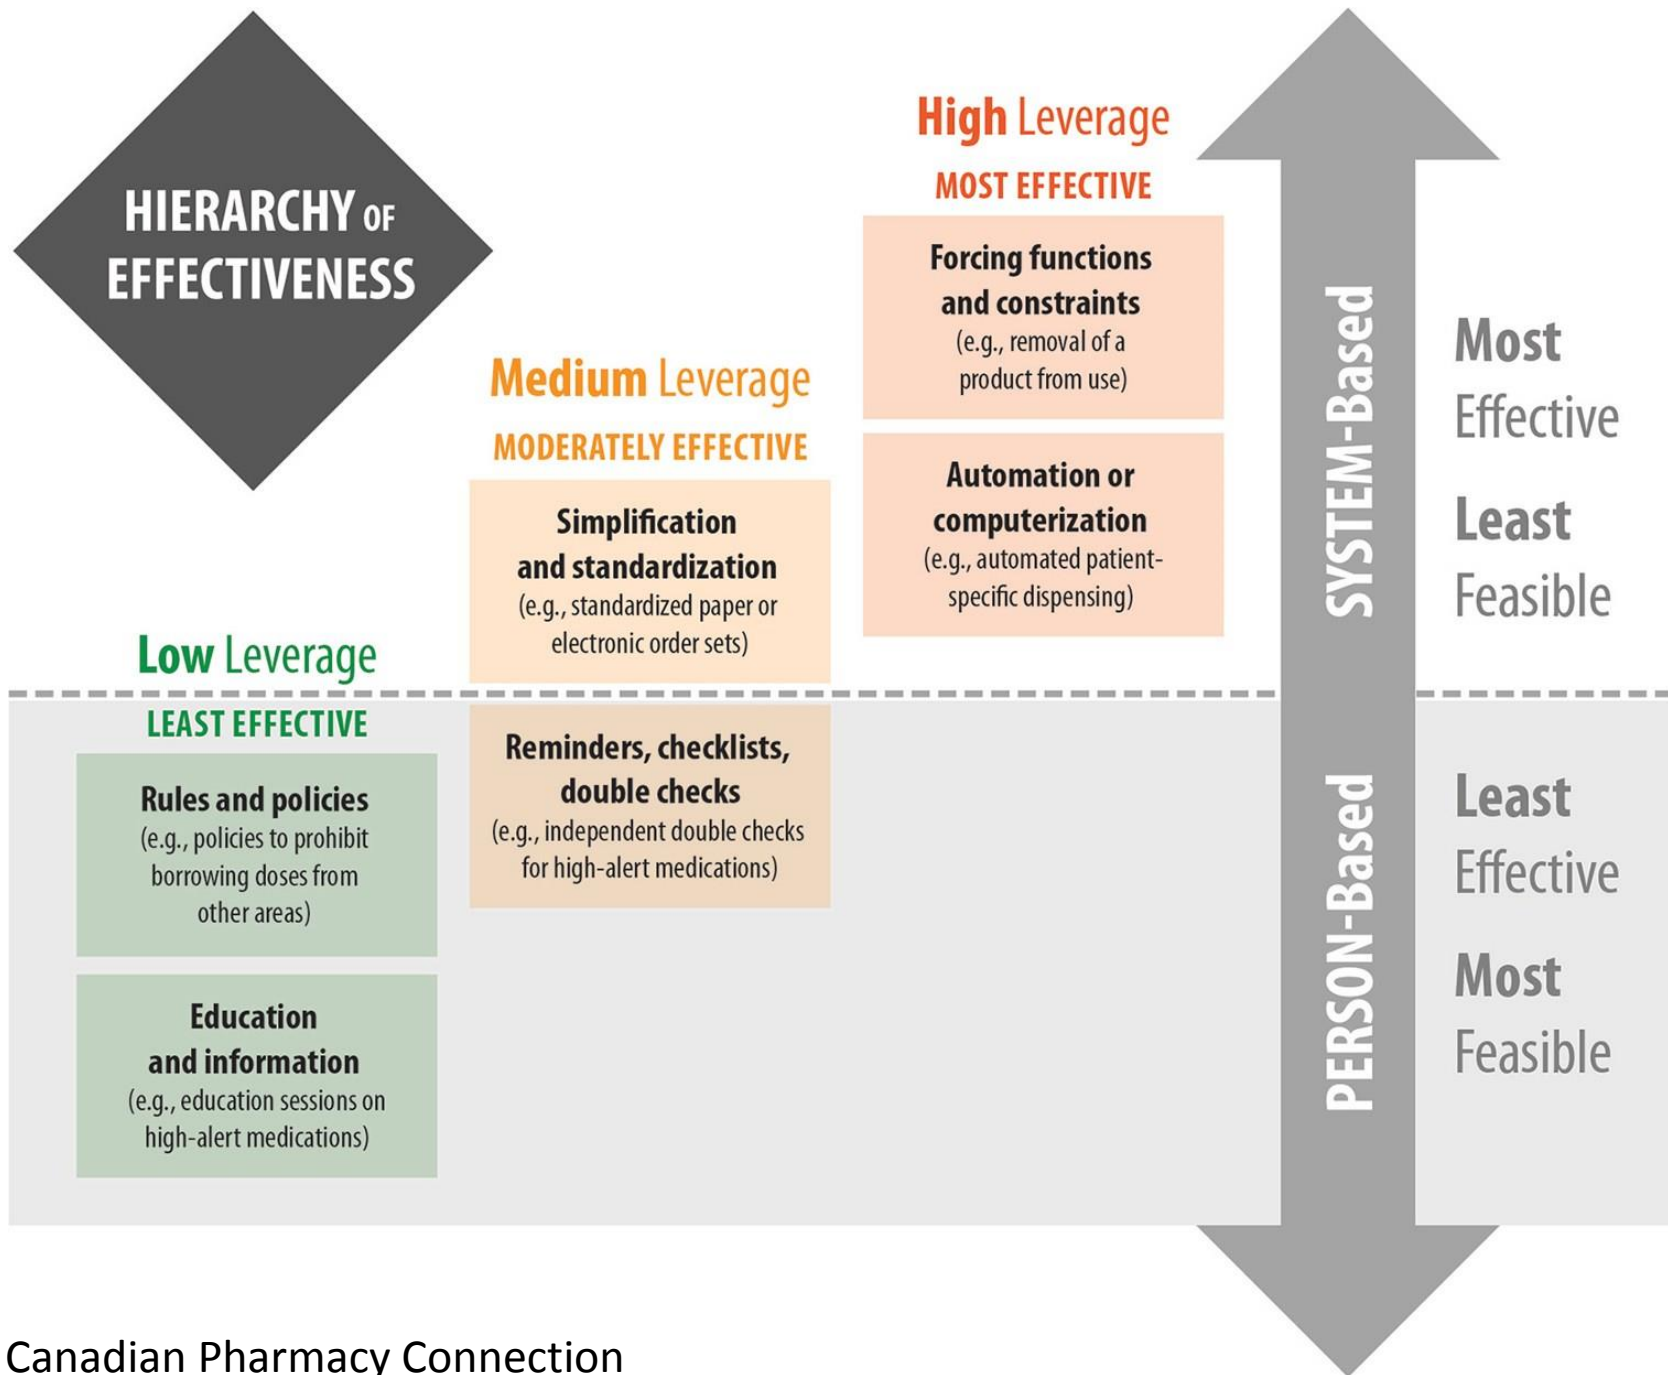 HIERARCHY OF
EFFECTIVENESS
High Leverage
MOST EFFECTIVE
Forcing functions
and constraints
(e.g., removal of a
product from use)
Automation or
computerization
(e.g., automated patient-
specific dispensing)
Medium Leverage
MODERATELY EFFECTIVE
Simplification
and standardization
(e.g., standardized paper or
electronic order sets)
Reminders, checklists,
double checks
(e.g., independent double checks
for high-alert medications)
Low Leverage
LEAST EFFECTIVE
Rules and policies
(e.g., policies to prohibit
borrowing doses from
other areas)
Education
and information
(e.g., education sessions on
high-alert medications)
SYSTEM-Based
PERSON-Based
Most
Effective
Least
Feasible
Least
Effective
Most
Feasible
Canadian Pharmacy Connection